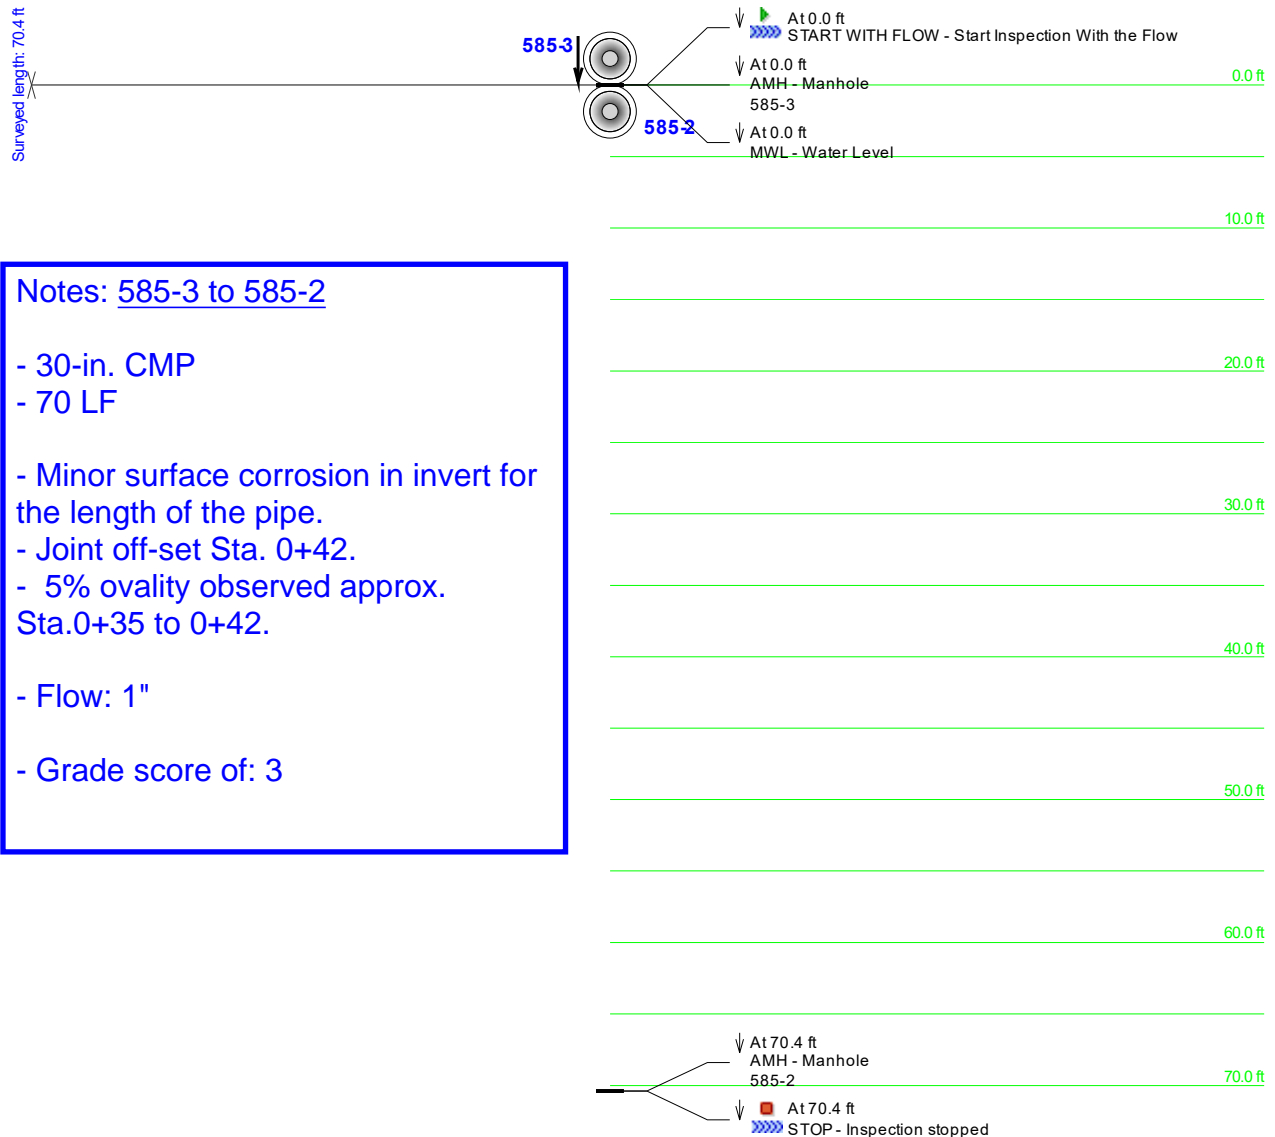 Surveyed length: 70.4 ft
585-3
585-2
At 0.0 ft
START WITH FLOW - Start Inspection With the Flow
At 0.0 ft
AMH - Manhole
585-3
At 0.0 ft
MWL - Water Level
0.0 ft
10.0 ft
20.0 ft
30.0 ft
40.0 ft
50.0 ft
60.0 ft
70.0 ft
Notes: 585-3 to 585-2
- 30-in. CMP
- 70 LF
- Minor surface corrosion in invert for
the length of the pipe.
- Joint off-set Sta. 0+42.
-  5% ovality observed approx.
Sta.0+35 to 0+42.
- Flow: 1"
- Grade score of: 3
At 70.4 ft
AMH - Manhole
585-2
At 70.4 ft
STOP - Inspection stopped